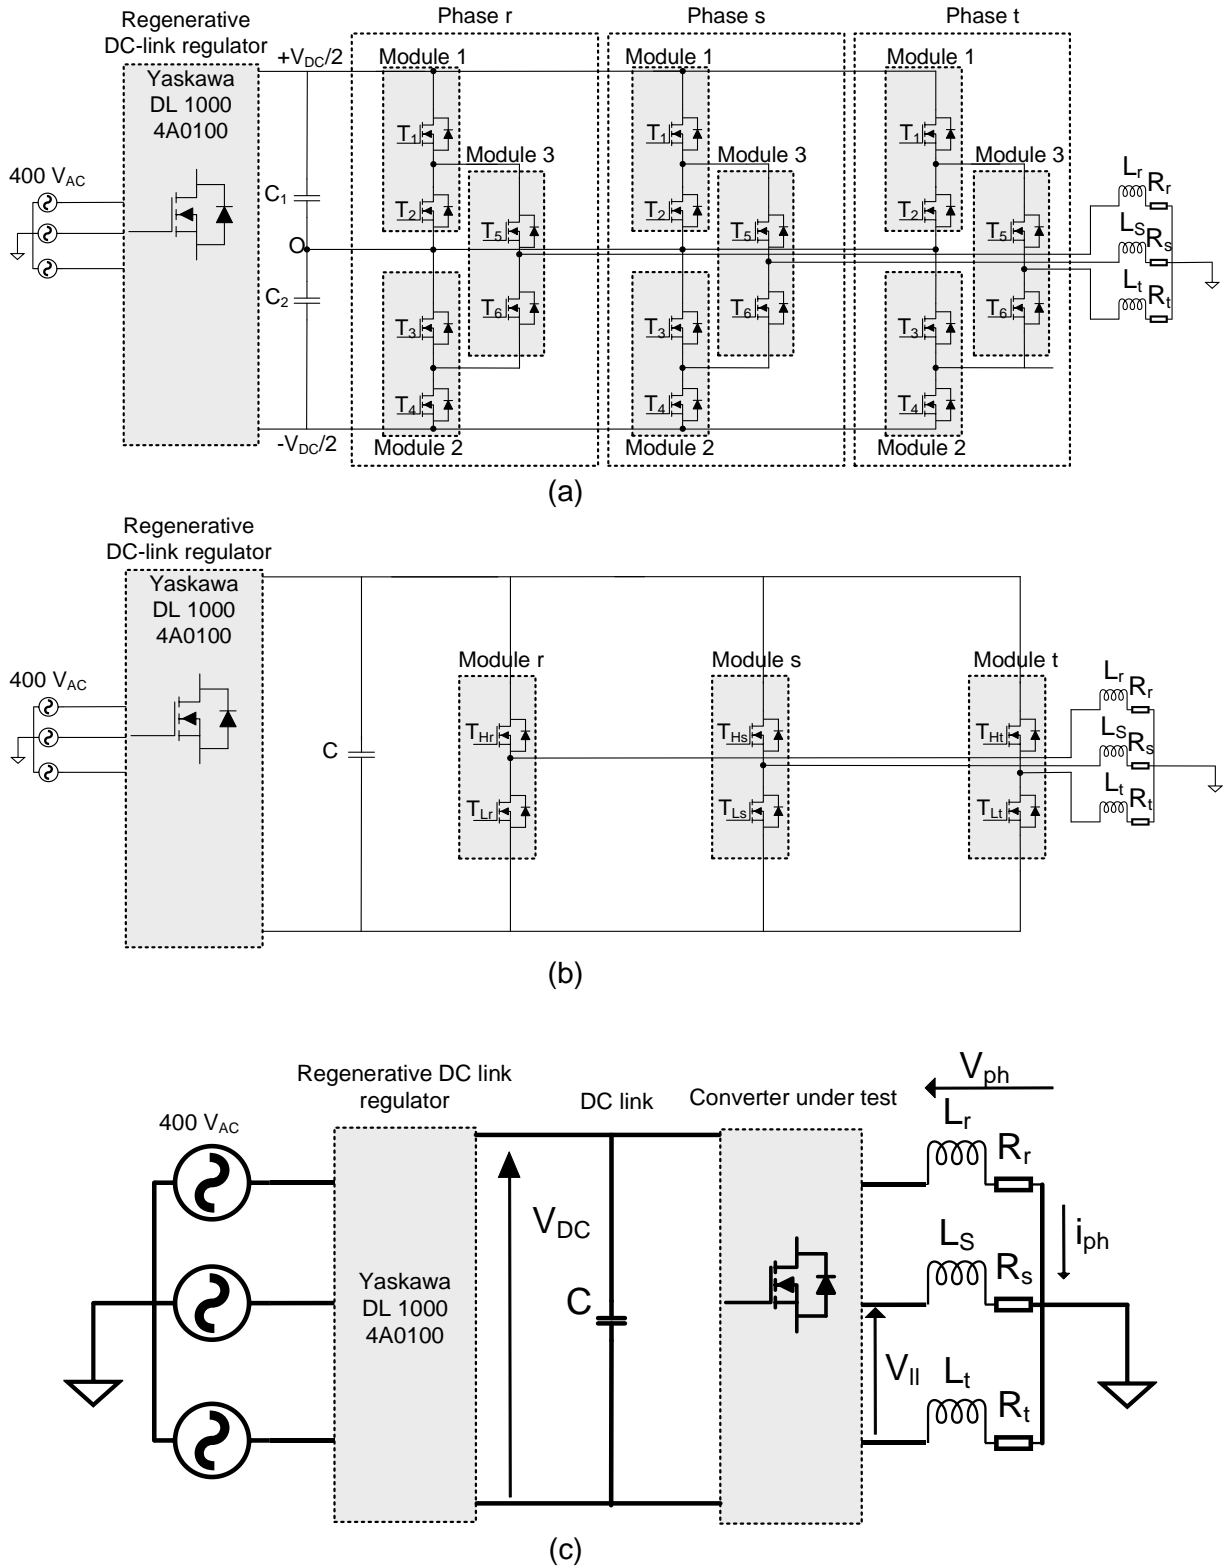 Regenerative
DC-link regulator
Yaskawa
DL 1000
4A0100
400 V_AC
+V_DC/2
C_1
O
C_2
-V_DC/2
Phase r
Module 1
T_1
T_2
Module 3
T_5
T_6
T_3
T_4
Module 2
Phase s
Module 1
T_1
T_2
Module 3
T_5
T_6
T_3
T_4
Module 2
Phase t
Module 1
T_1
T_2
Module 3
T_5
T_6
T_3
T_4
Module 2
L_r R_r
L_S R_s
L_t R_t
(a)
Regenerative
DC-link regulator
Yaskawa
DL 1000
4A0100
400 V_AC
C
Module r
T_Hr
T_Lr
Module s
T_Hs
T_Ls
Module t
T_Ht
T_Lt
L_r R_r
L_S R_s
L_t R_t
(b)
Regenerative DC link
regulator
400 V_AC
Yaskawa
DL 1000
4A0100
V_DC
DC link
C
Converter under test
V_ph
L_r R_r
i_ph
L_S R_s
V_ll
L_t R_t
(c)